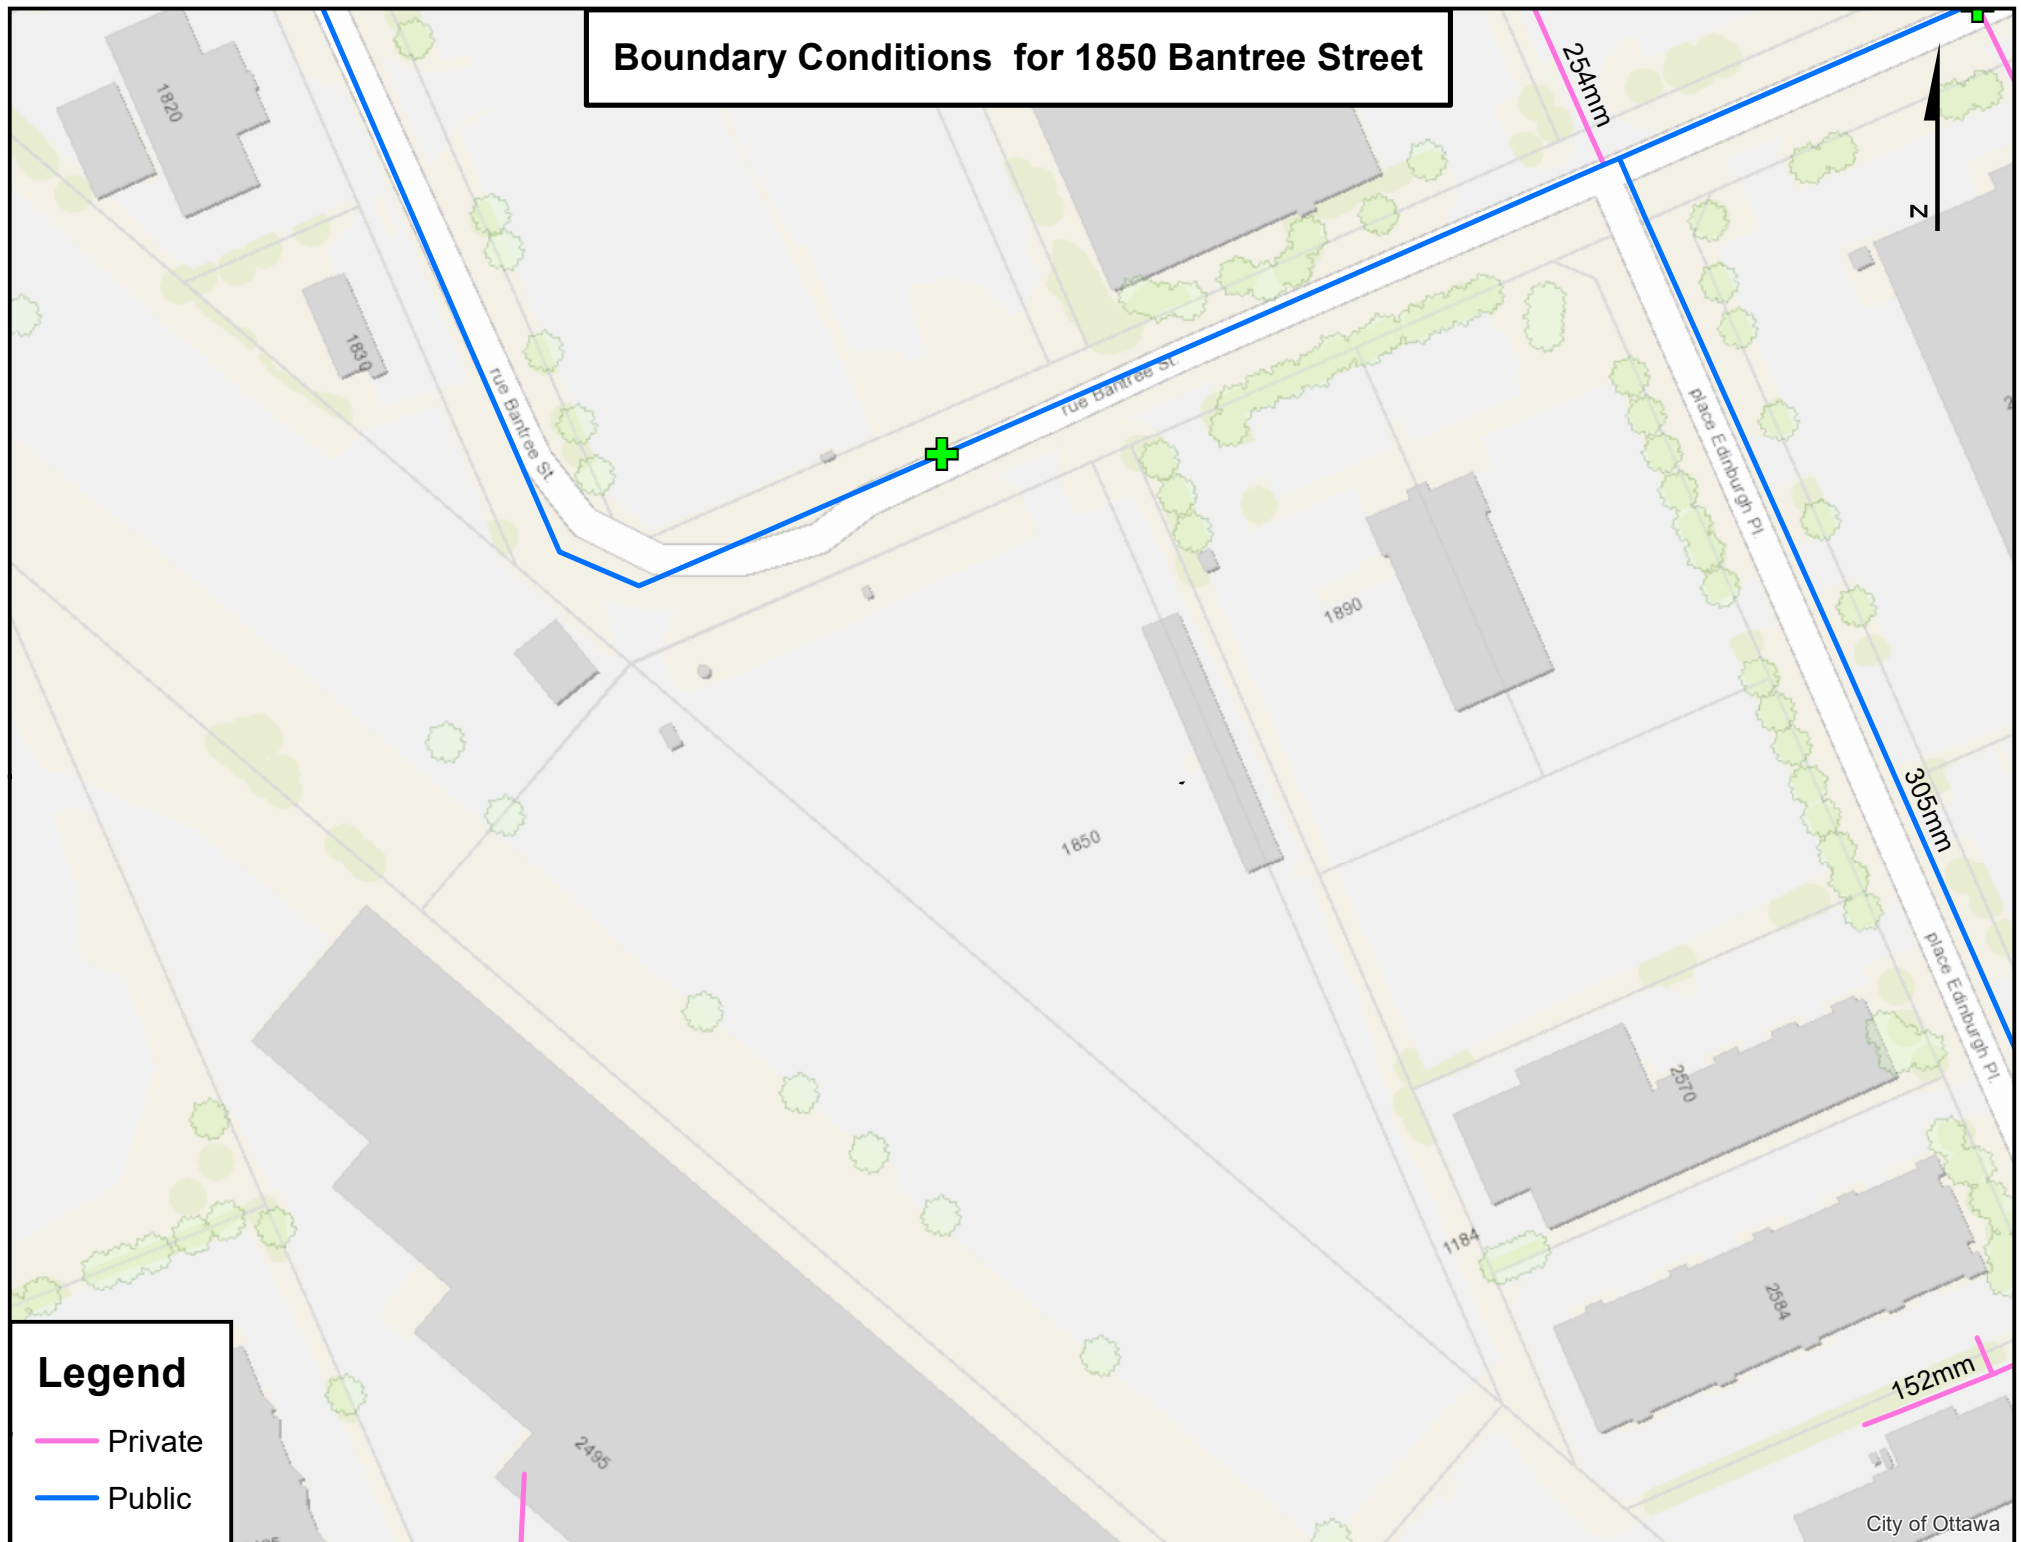 Boundary Conditions  for 1850 Bantree Street
254mm
1820
N
1830
rue Bantree St.
rue Bantree St.
place Edinburgh Pl.
1890
305mm
1850
place Edinburgh Pl.
2570
1184
2584
152mm
2495
Legend
Private
Public
City of Ottawa